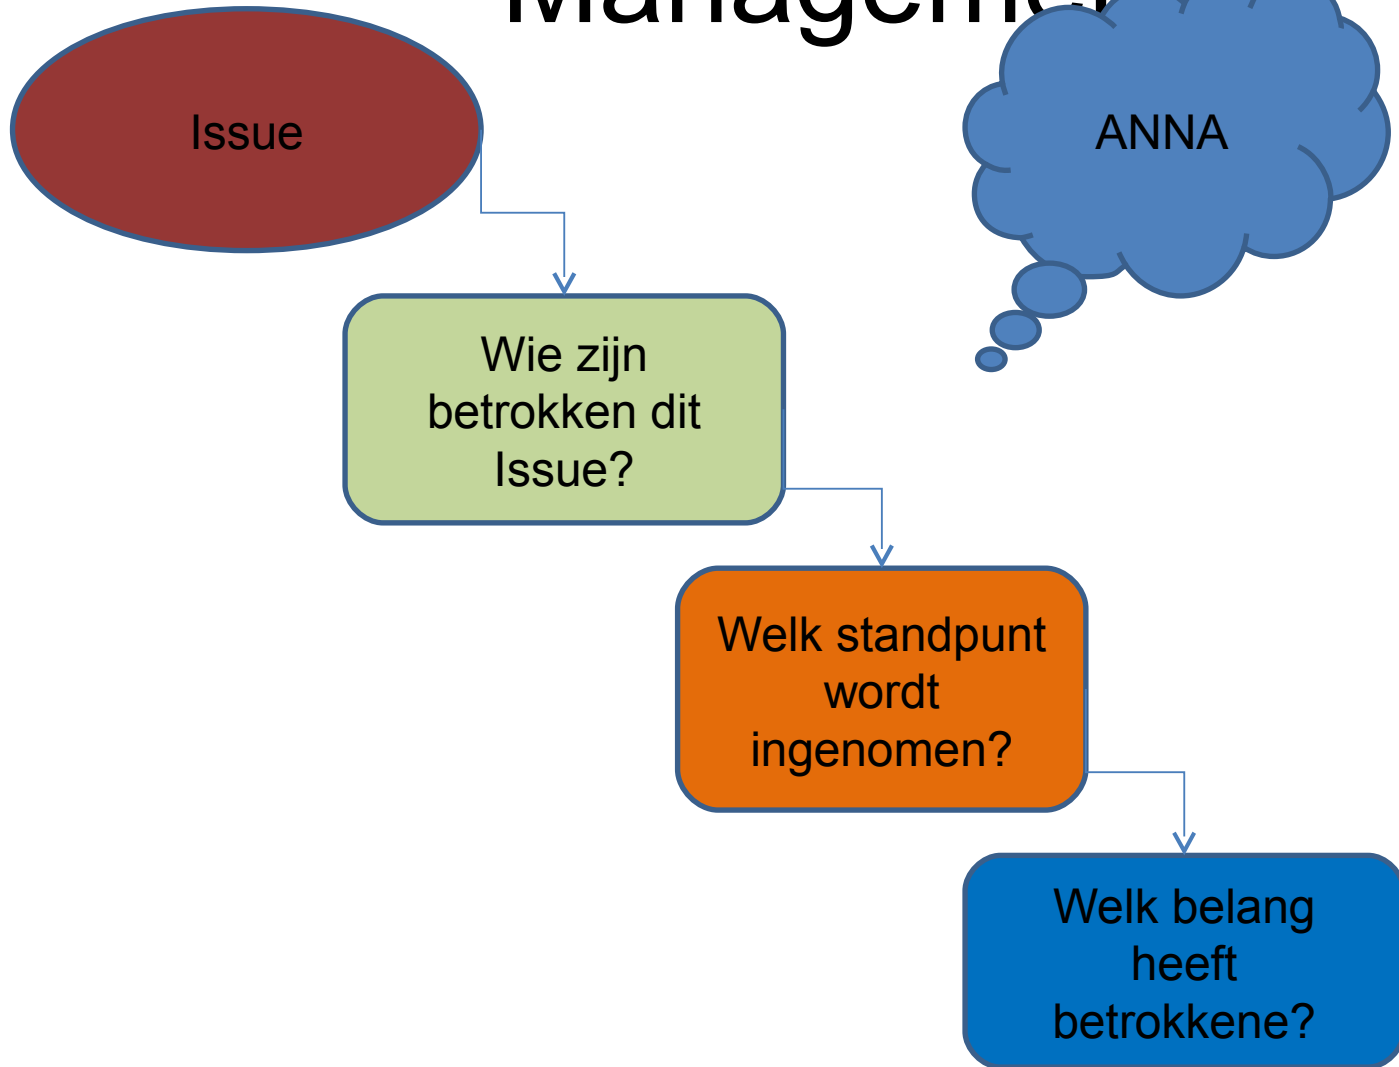 Issue
ANNA
Wie zijn
betrokken dit
Issue?
Welk standpunt
wordt
ingenomen?
Welk belang
heeft
betrokkene?